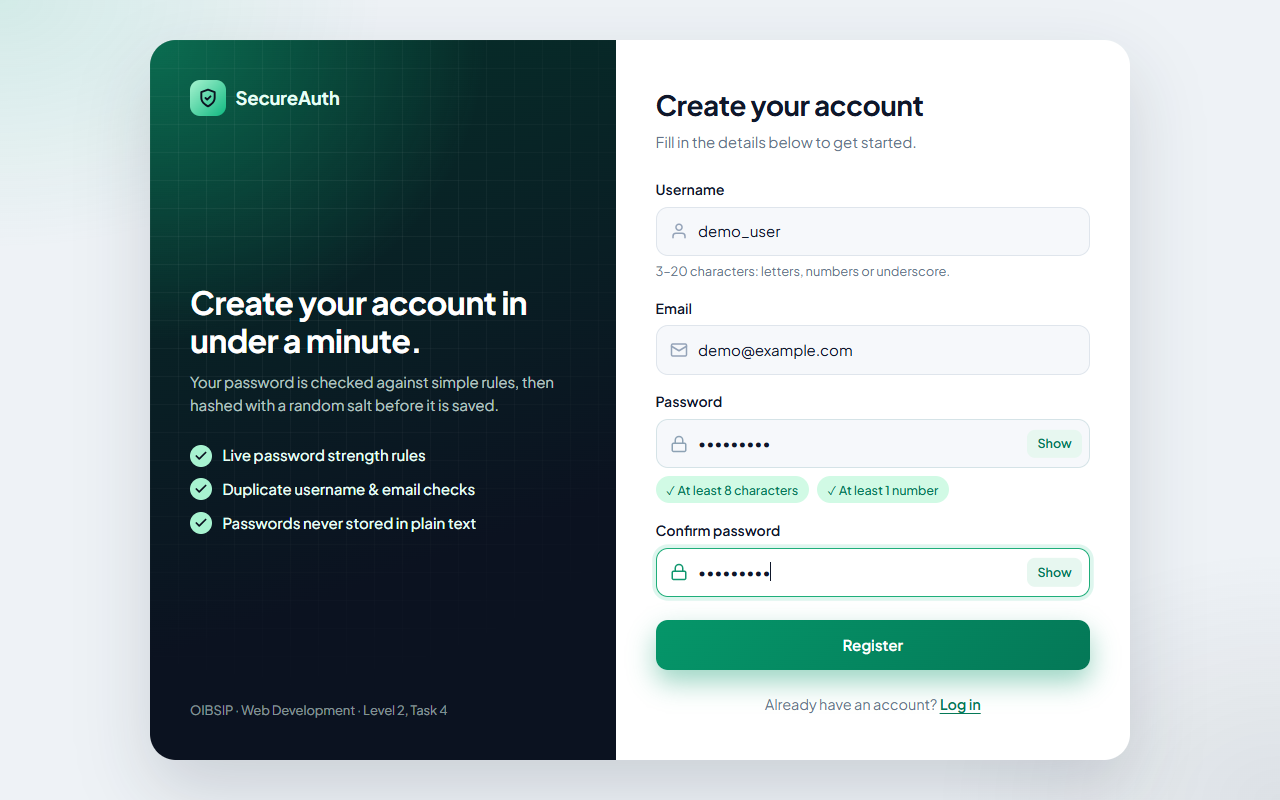 SecureAuth
Create your account in
under a minute.
Your password is checked against simple rules, then
hashed with a random salt before it is saved.
Live password strength rules
Duplicate username & email checks
Passwords never stored in plain text
OIBSIP · Web Development · Level 2, Task 4
Create your account
Fill in the details below to get started.
Username
demo_user
3–20 characters: letters, numbers or underscore.
Email
demo@example.com
Password
••••••••• Show
✓ At least 8 characters ✓ At least 1 number
Confirm password
••••••••• Show
Register
Already have an account? Log in